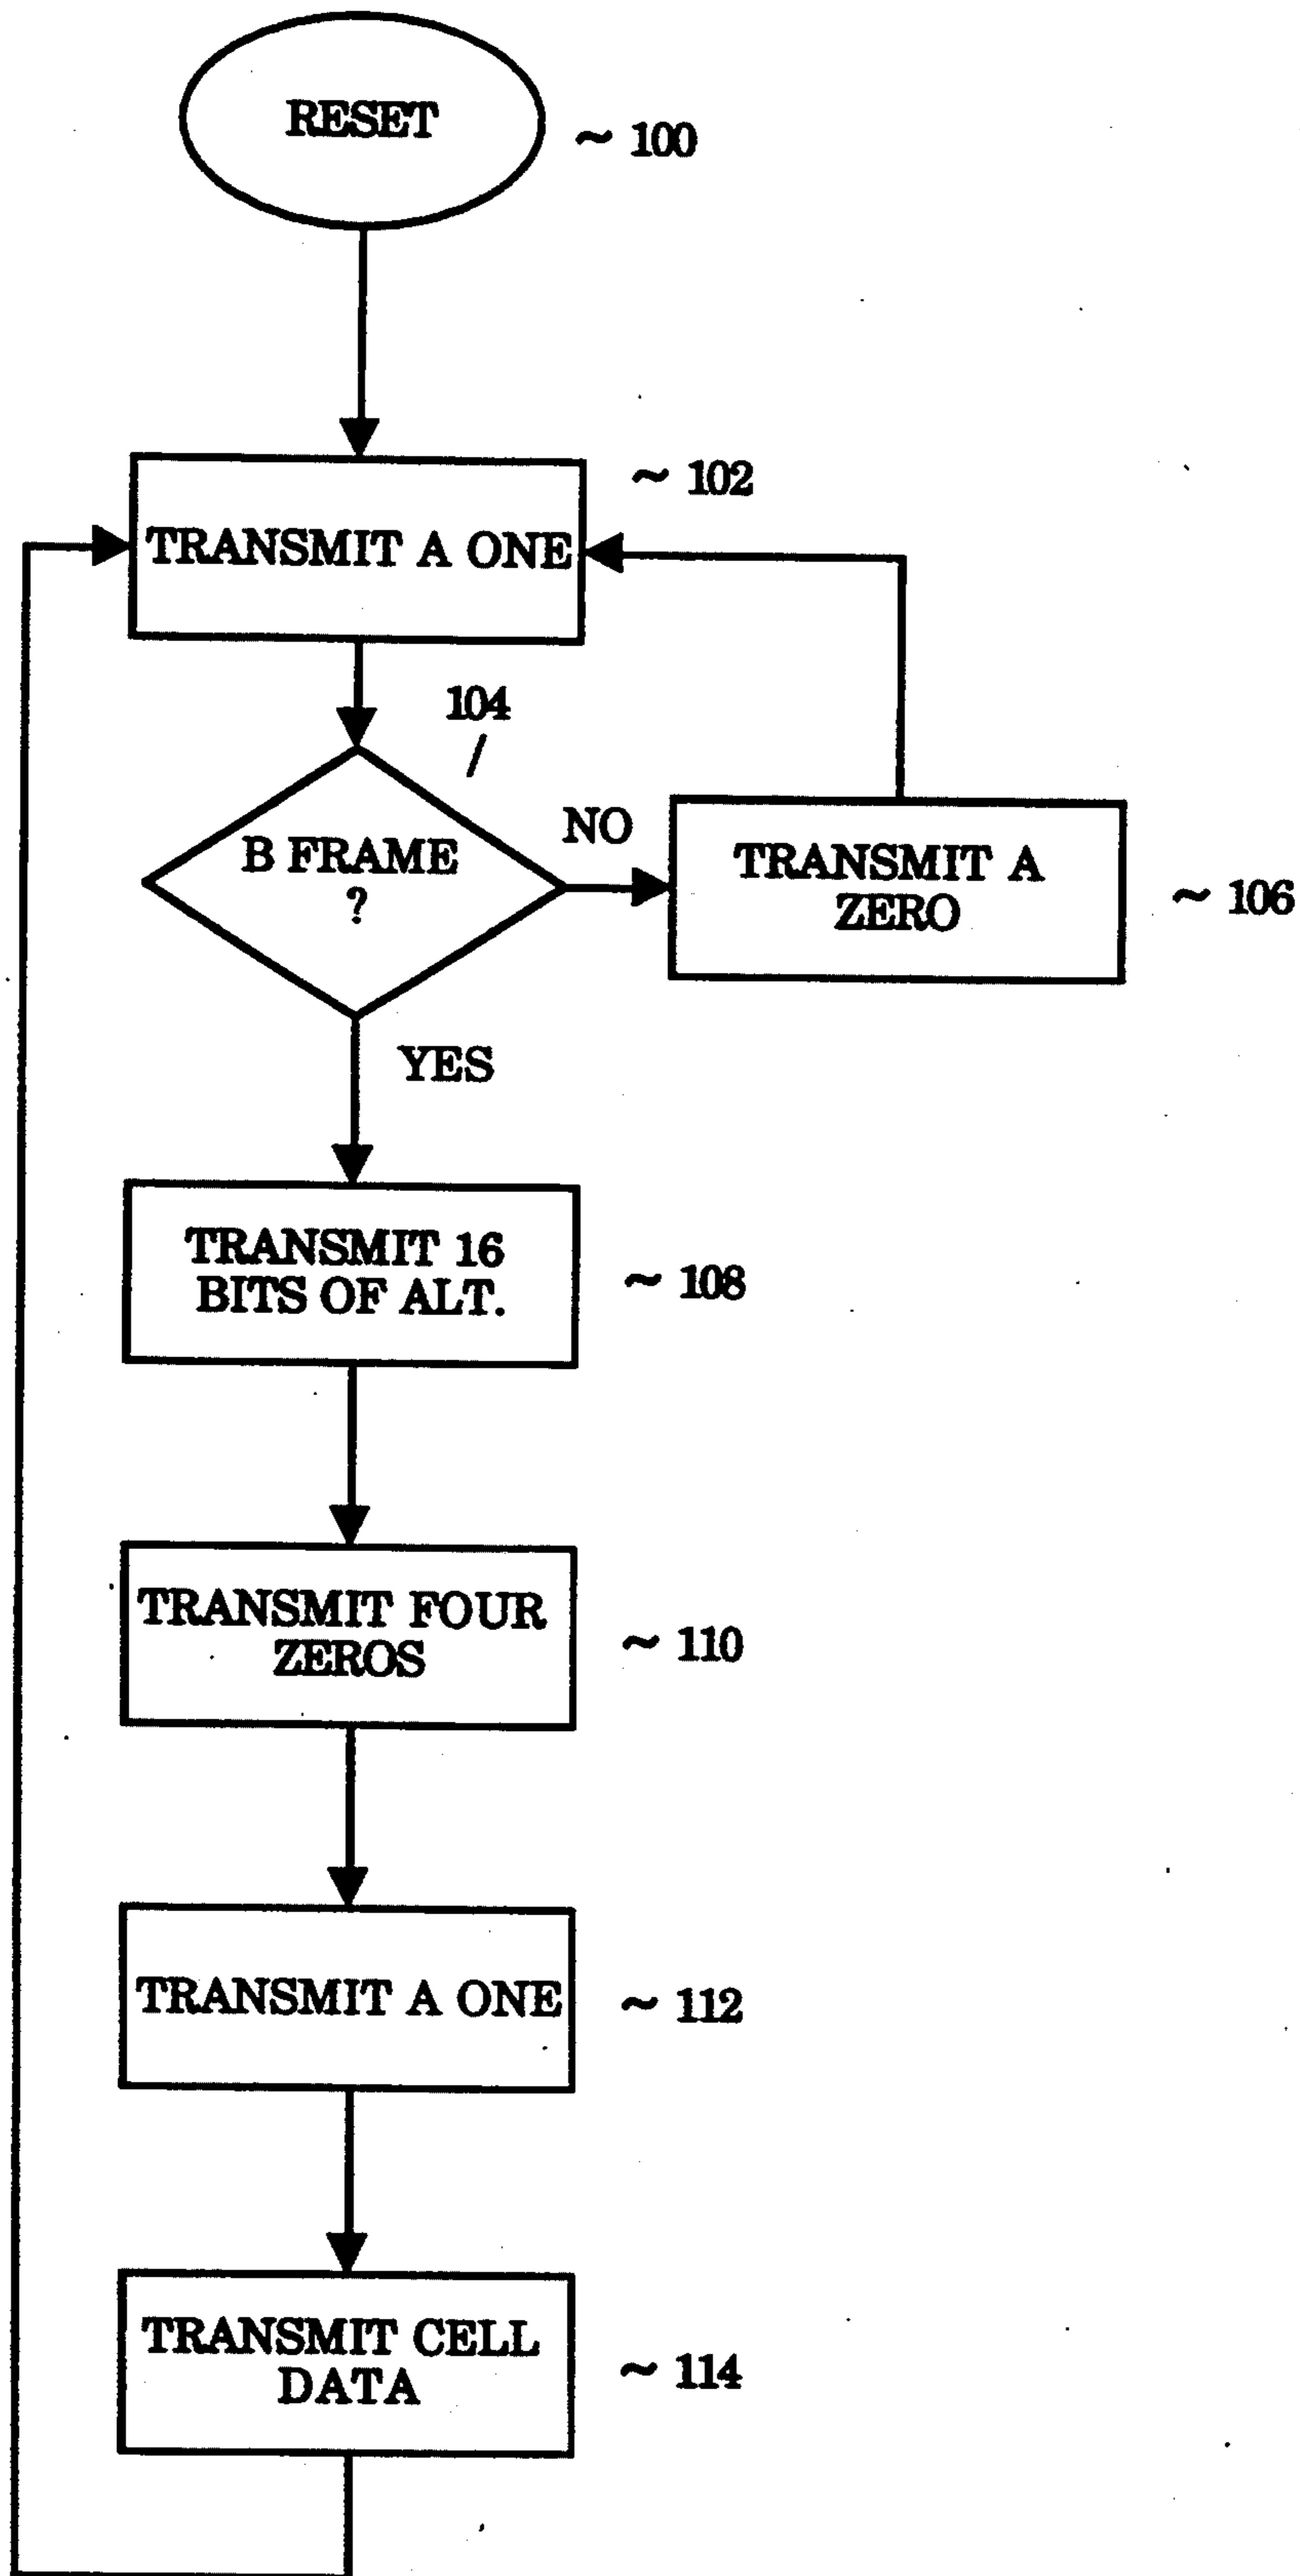 RESET
~ 100
~ 102
TRANSMIT A ONE
104
B FRAME
?
NO
TRANSMIT A
ZERO
~ 106
YES
TRANSMIT 16
BITS OF ALT.
~ 108
TRANSMIT FOUR
ZEROS
~ 110
TRANSMIT A ONE
~ 112
TRANSMIT CELL
DATA
~ 114